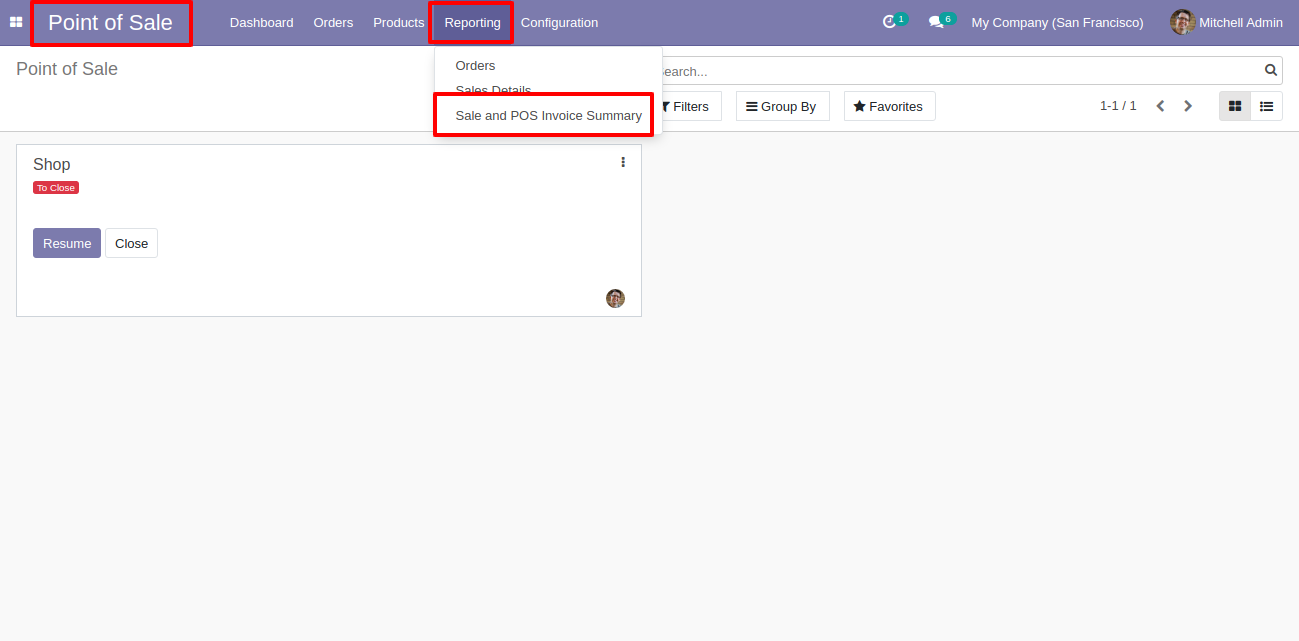 Point of Sale Dashboard Orders Products Reporting Configuration 1 6 My Company (San Francisco) Mitchell Admin
Point of Sale
Orders
Sales Details
Sale and POS Invoice Summary
Search...
Filters Group By Favorites 1-1 / 1
Shop
To Close
Resume Close